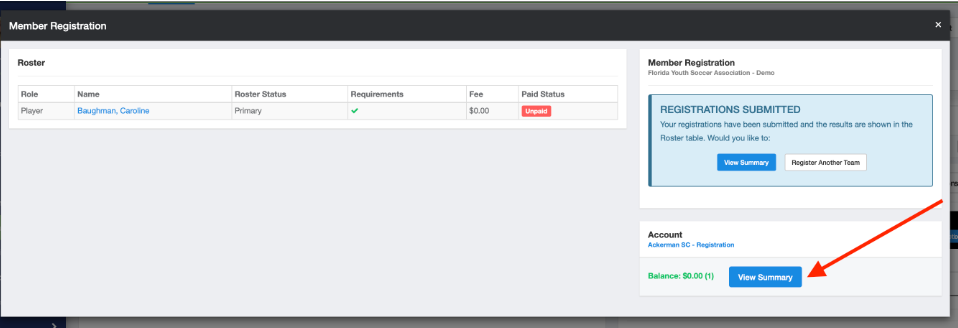 Member Registration
×
Roster
Role Name Roster Status Requirements Fee Paid Status
Player Baughman, Caroline Primary ✓ $0.00 Unpaid
Member Registration
Florida Youth Soccer Association - Demo
REGISTRATIONS SUBMITTED
Your registrations have been submitted and the results are shown in the
Roster table. Would you like to:
View Summary Register Another Team
Account
Ackerman SC - Registration
Balance: $0.00 (1) View Summary